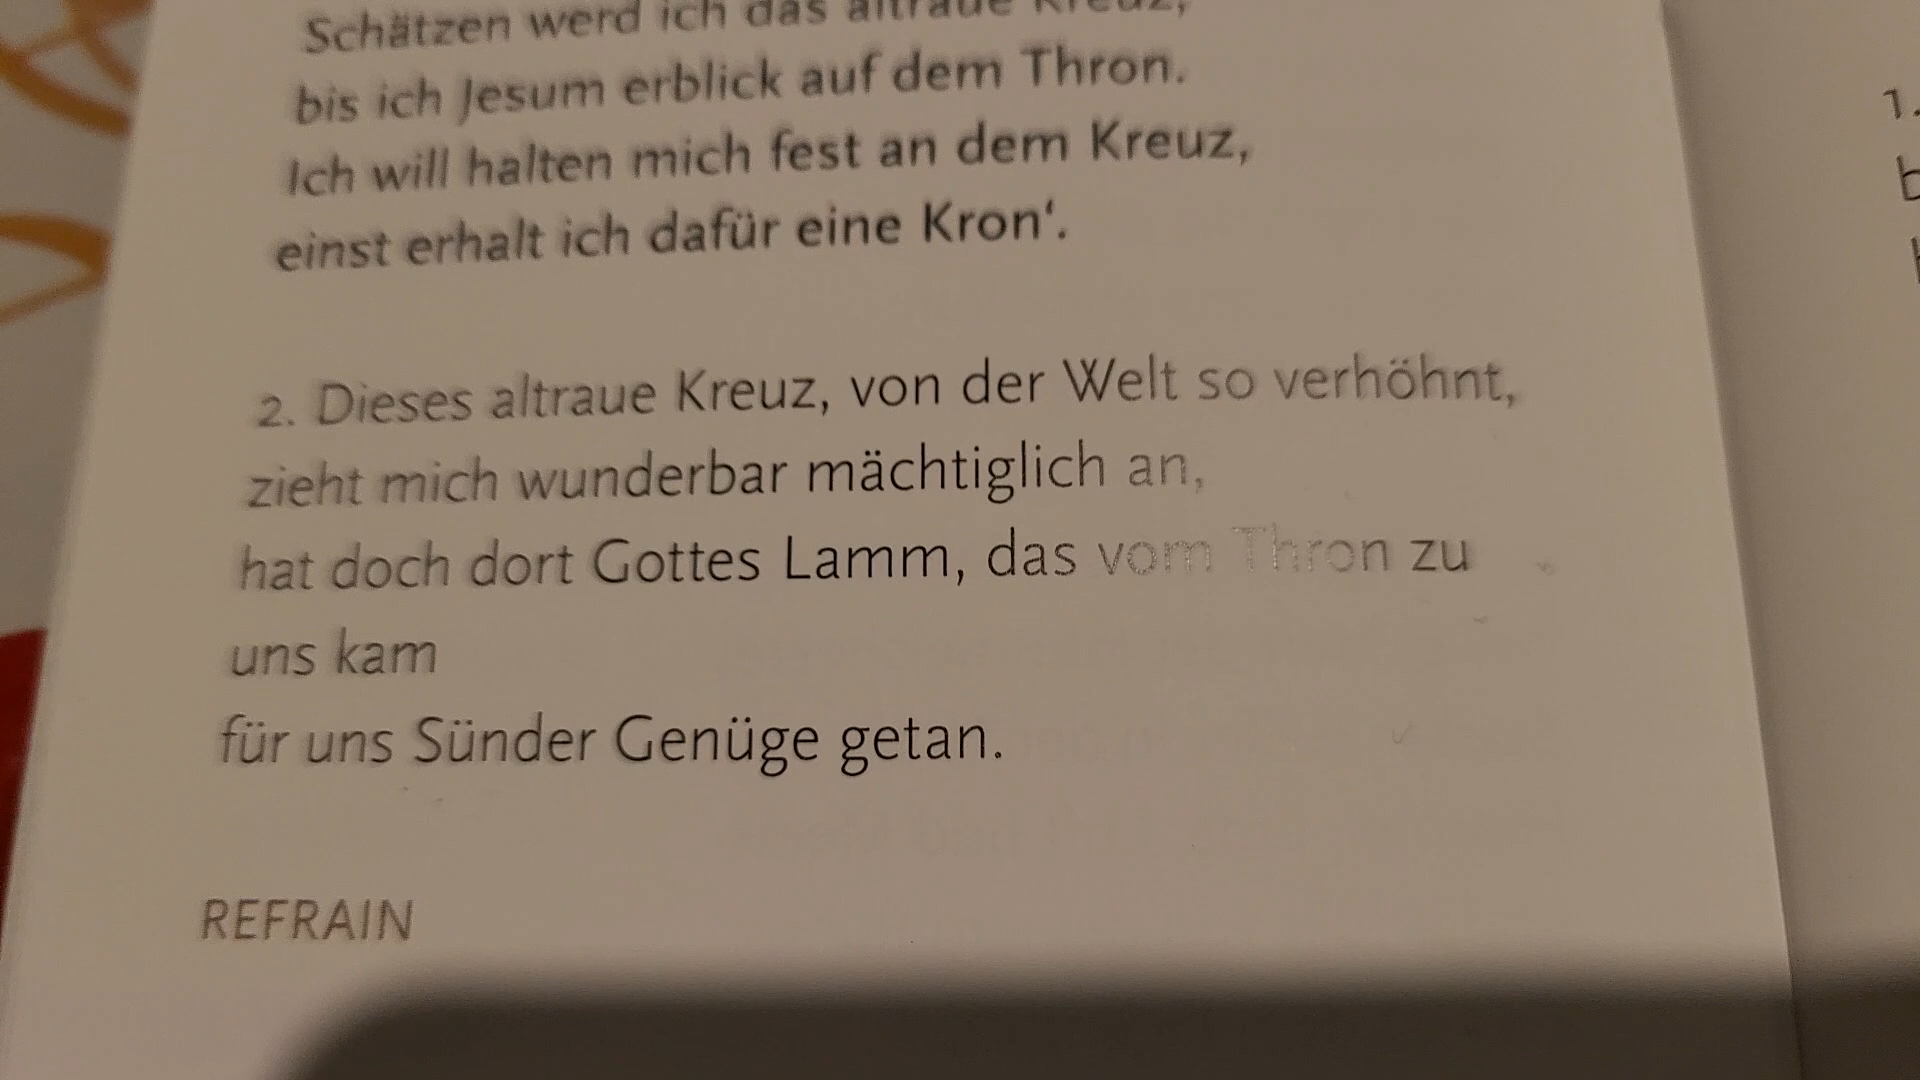 Schätzen werd ich das altraue Kreuz,
bis ich Jesum erblick auf dem Thron.
Ich will halten mich fest an dem Kreuz,
einst erhalt ich dafür eine Kron‘.
2. Dieses altraue Kreuz, von der Welt so verhöhnt,
zieht mich wunderbar mächtiglich an,
hat doch dort Gottes Lamm, das vom Thron zu
uns kam
für uns Sünder Genüge getan.
REFRAIN
1.